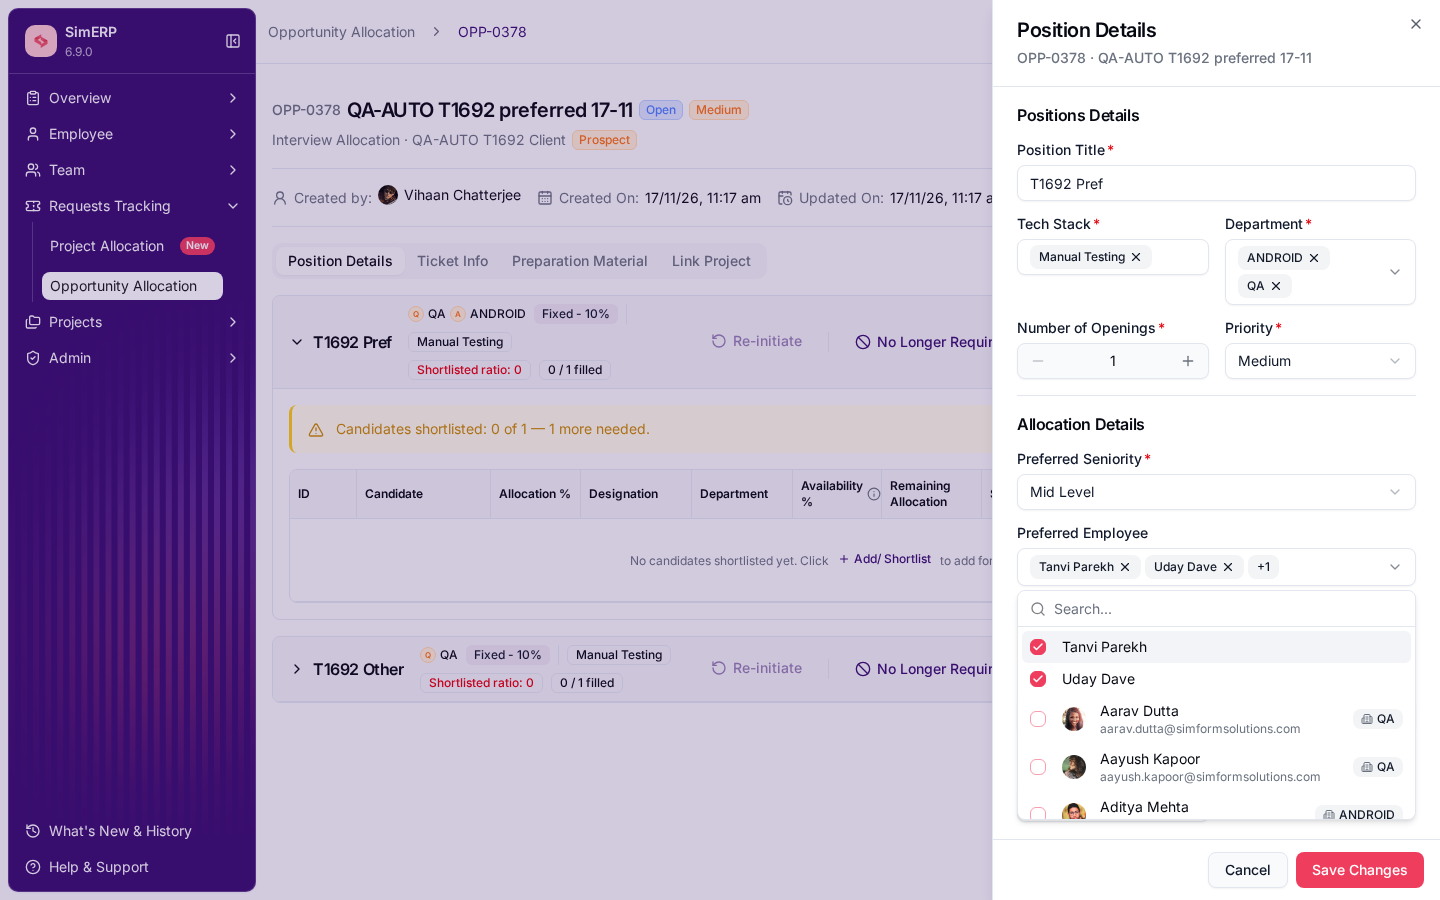 SimERP
6.9.0
Overview
Employee
Team
Requests Tracking
Project Allocation New
Opportunity Allocation
Projects
Admin
What's New & History
Help & Support
Opportunity Allocation OPP-0378
OPP-0378 QA-AUTO T1692 preferred 17-11 Open Medium
Interview Allocation · QA-AUTO T1692 Client Prospect
Created by: Vihaan Chatterjee Created On: 17/11/26, 11:17 am Updated On: 17/11/26, 11:17 a
Position Details Ticket Info Preparation Material Link Project
T1692 Pref
Q QA A ANDROID Fixed - 10%
Manual Testing
Shortlisted ratio: 0 0 / 1 filled
Re-initiate No Longer Requir
Candidates shortlisted: 0 of 1 — 1 more needed.
ID Candidate Allocation % Designation Department Availability % Remaining Allocation
No candidates shortlisted yet. Click + Add/ Shortlist to add for
T1692 Other
Q QA Fixed - 10% Manual Testing
Shortlisted ratio: 0 0 / 1 filled
Re-initiate No Longer Requir
Position Details
OPP-0378 · QA-AUTO T1692 preferred 17-11
Positions Details
Position Title*
T1692 Pref
Tech Stack* Department*
Manual Testing
ANDROID
QA
Number of Openings* Priority*
1 Medium
Allocation Details
Preferred Seniority*
Mid Level
Preferred Employee
Tanvi Parekh Uday Dave +1
Search...
Tanvi Parekh
Uday Dave
Aarav Dutta
aarav.dutta@simformsolutions.com
QA
Aayush Kapoor
aayush.kapoor@simformsolutions.com
QA
Aditya Mehta
ANDROID
Cancel Save Changes